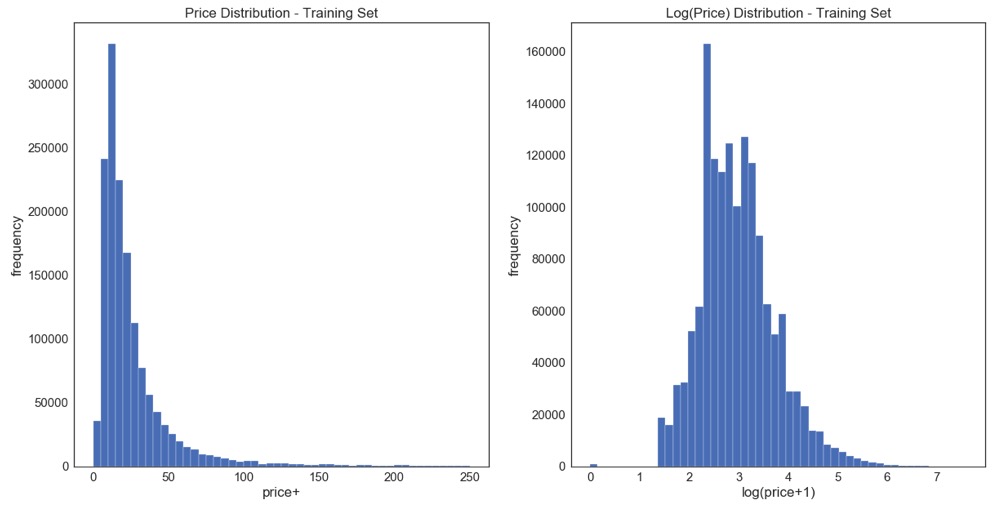 Price Distribution - Training Set
frequency
300000
250000
200000
150000
100000
50000
0
0 50 100 150 200 250
price+
Log(Price) Distribution - Training Set
frequency
160000
140000
120000
100000
80000
60000
40000
20000
0
0 1 2 3 4 5 6 7
log(price+1)